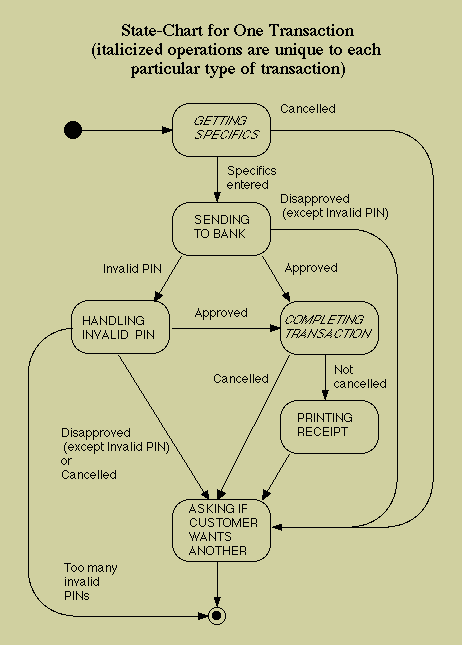 State-Chart for One Transaction
(italicized operations are unique to each
particular type of transaction)
Cancelled
GETTING
SPECIFICS
Specifics
entered
Disapproved
(except Invalid PIN)
SENDING
TO BANK
Invalid PIN
Approved
HANDLING
INVALID PIN
Approved
COMPLETING
TRANSACTION
Cancelled
Not
cancelled
PRINTING
RECEIPT
Disapproved
(except Invalid PIN)
or
Cancelled
ASKING IF
CUSTOMER
WANTS
ANOTHER
Too many
invalid
PINs